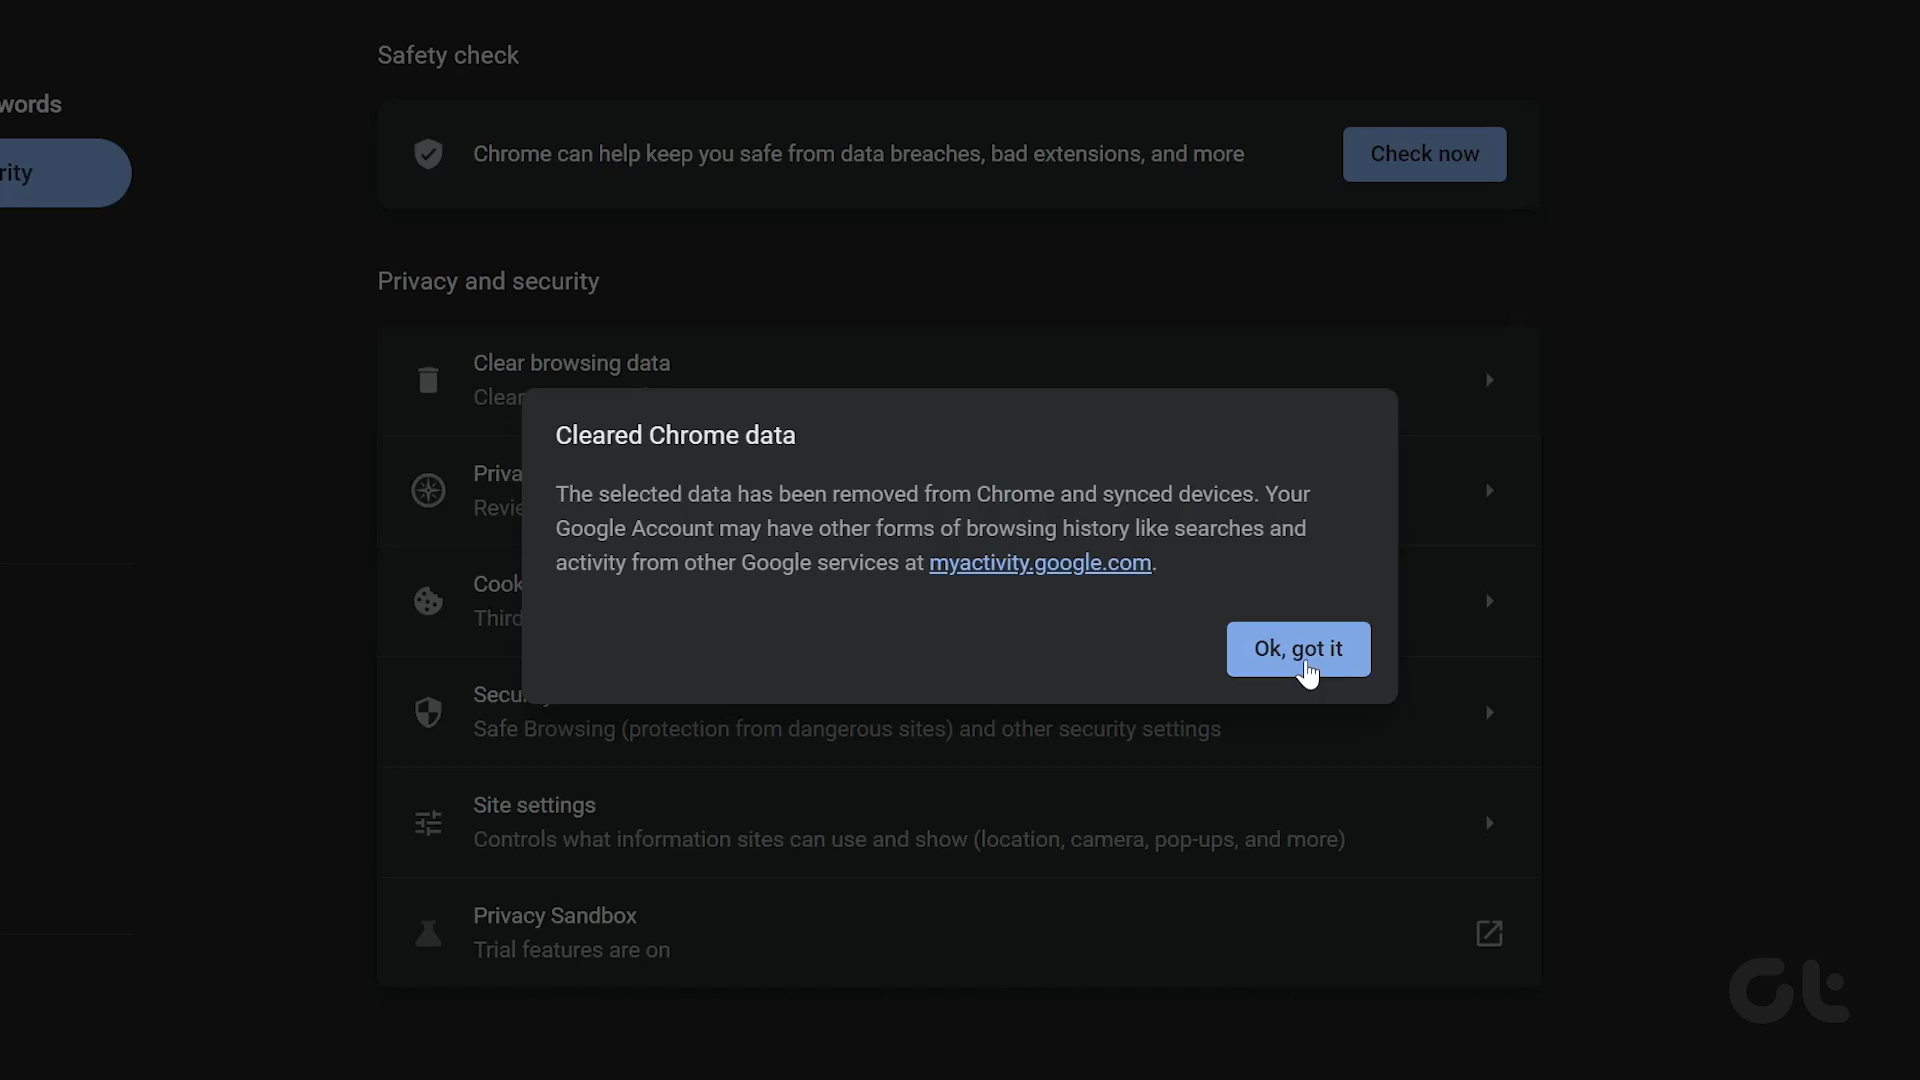 Safety check
words
rity
Chrome can help keep you safe from data breaches, bad extensions, and more
Check now
Privacy and security
Clear browsing data
Clear
Cleared Chrome data
The selected data has been removed from Chrome and synced devices. Your
Google Account may have other forms of browsing history like searches and
activity from other Google services at myactivity.google.com.
Ok, got it
Priva
Revie
Cook
Third
Secu
Safe Browsing (protection from dangerous sites) and other security settings
Site settings
Controls what information sites can use and show (location, camera, pop-ups, and more)
Privacy Sandbox
Trial features are on
Gt